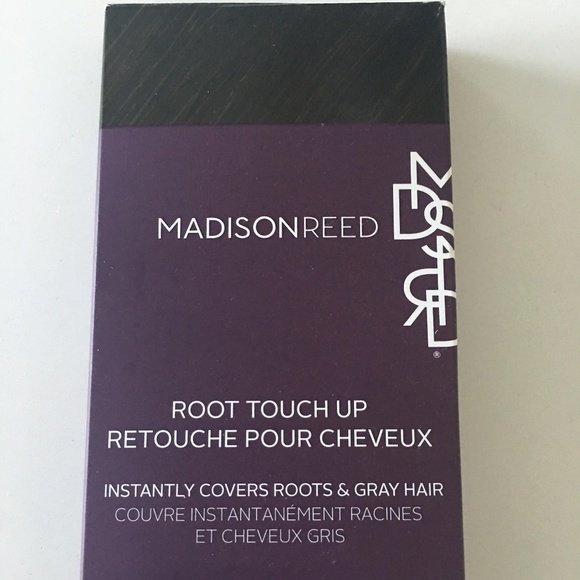 MADISONREED
®
ROOT TOUCH UP
RETOUCHE POUR CHEVEUX
INSTANTLY COVERS ROOTS & GRAY HAIR
COUVRE INSTANTANÉMENT RACINES
ET CHEVEUX GRIS